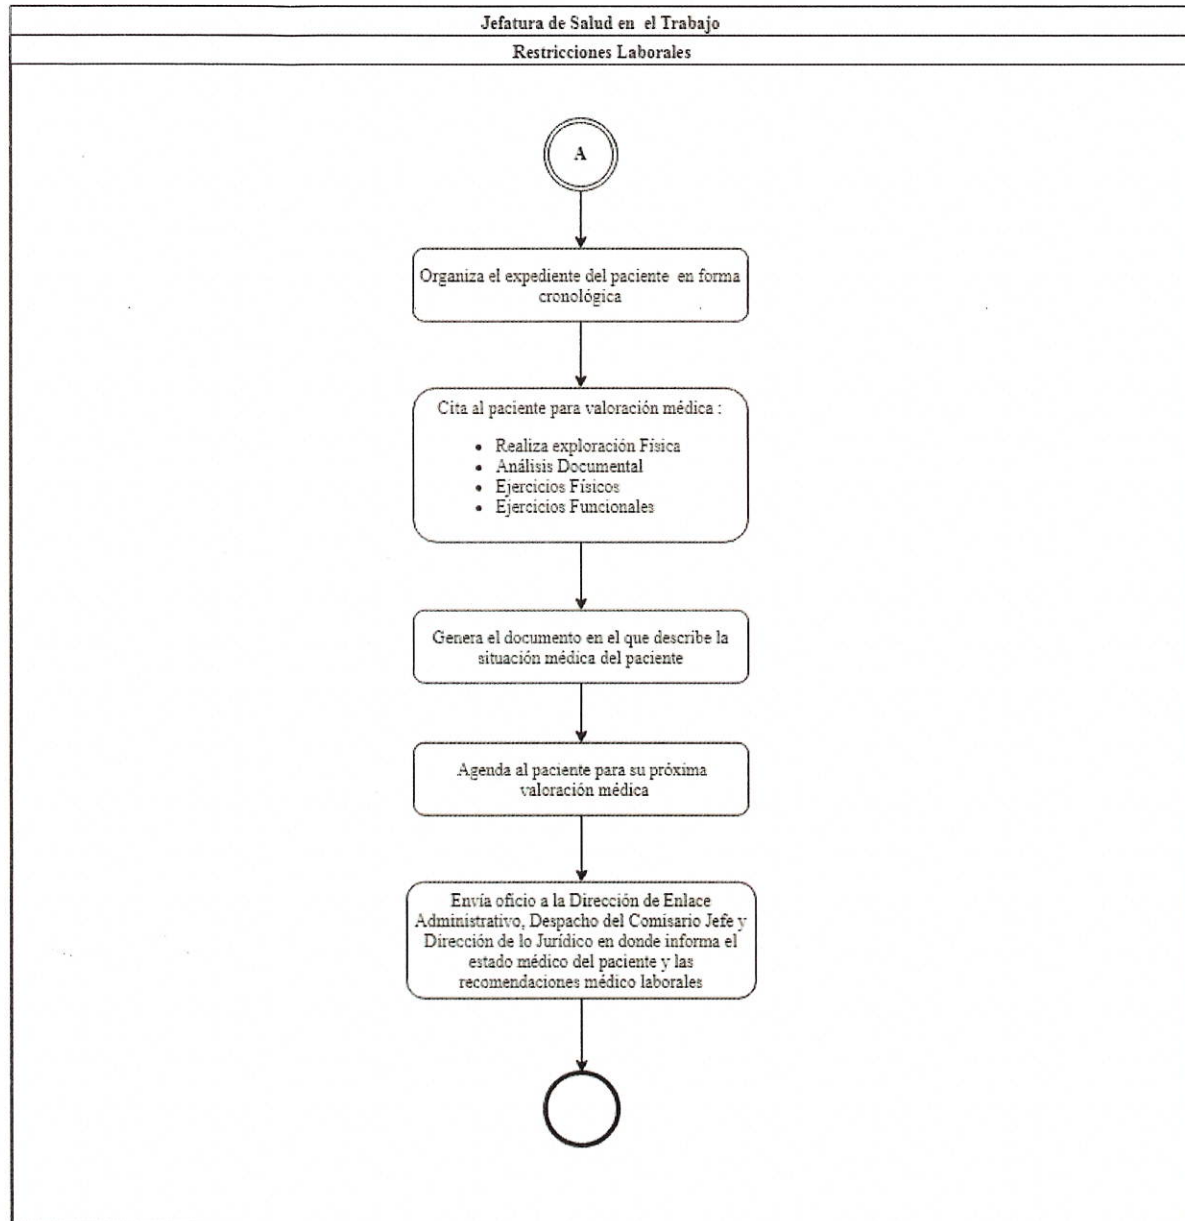 Jefatura de Salud en el Trabajo
Restricciones Laborales
A
Organiza el expediente del paciente en forma
cronológica
Cita al paciente para valoración médica :
• Realiza exploración Física
• Análisis Documental
• Ejercicios Físicos
• Ejercicios Funcionales
Genera el documento en el que describe la
situación médica del paciente
Agenda al paciente para su próxima
valoración médica
Envía oficio a la Dirección de Enlace
Administrativo, Despacho del Comisario Jefe y
Dirección de lo Jurídico en donde informa el
estado médico del paciente y las
recomendaciones médico laborales